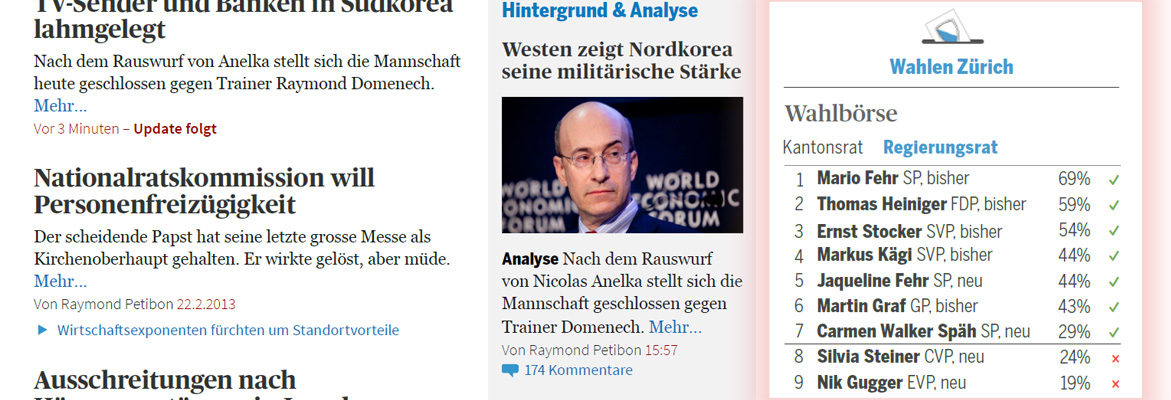 TV-Sender und Banken in Südkorea
lahmgelegt
Nach dem Rauswurf von Anelka stellt sich die Mannschaft
heute geschlossen gegen Trainer Raymond Domenech.
Mehr...
Vor 3 Minuten – Update folgt
Nationalratskommission will
Personenfreizügigkeit
Der scheidende Papst hat seine letzte grosse Messe als
Kirchenoberhaupt gehalten. Er wirkte gelöst, aber müde.
Mehr...
Von Raymond Petibon 22.2.2013
Wirtschaftsexponenten fürchten um Standortvorteile
Ausschreitungen nach
Hintergrund & Analyse
Westen zeigt Nordkorea
seine militärische Stärke
WORLD
ECONOMIC
FORUM
WORLD
ECONOMIC
FORUM
Analyse Nach dem Rauswurf
von Nicolas Anelka stellt sich die
Mannschaft geschlossen gegen
Trainer Domenech. Mehr...
Von Raymond Petibon 15:57
174 Kommentare
Wahlen Zürich
Wahlbörse
Kantonsrat Regierungsrat
1 Mario Fehr SP, bisher 69% ✓
2 Thomas Heiniger FDP, bisher 59% ✓
3 Ernst Stocker SVP, bisher 54% ✓
4 Markus Kägi SVP, bisher 44% ✓
5 Jaqueline Fehr SP, neu 44% ✓
6 Martin Graf GP, bisher 43% ✓
7 Carmen Walker Späh SP, neu 29% ✓
8 Silvia Steiner CVP, neu 24% ×
9 Nik Gugger EVP, neu 19% ×